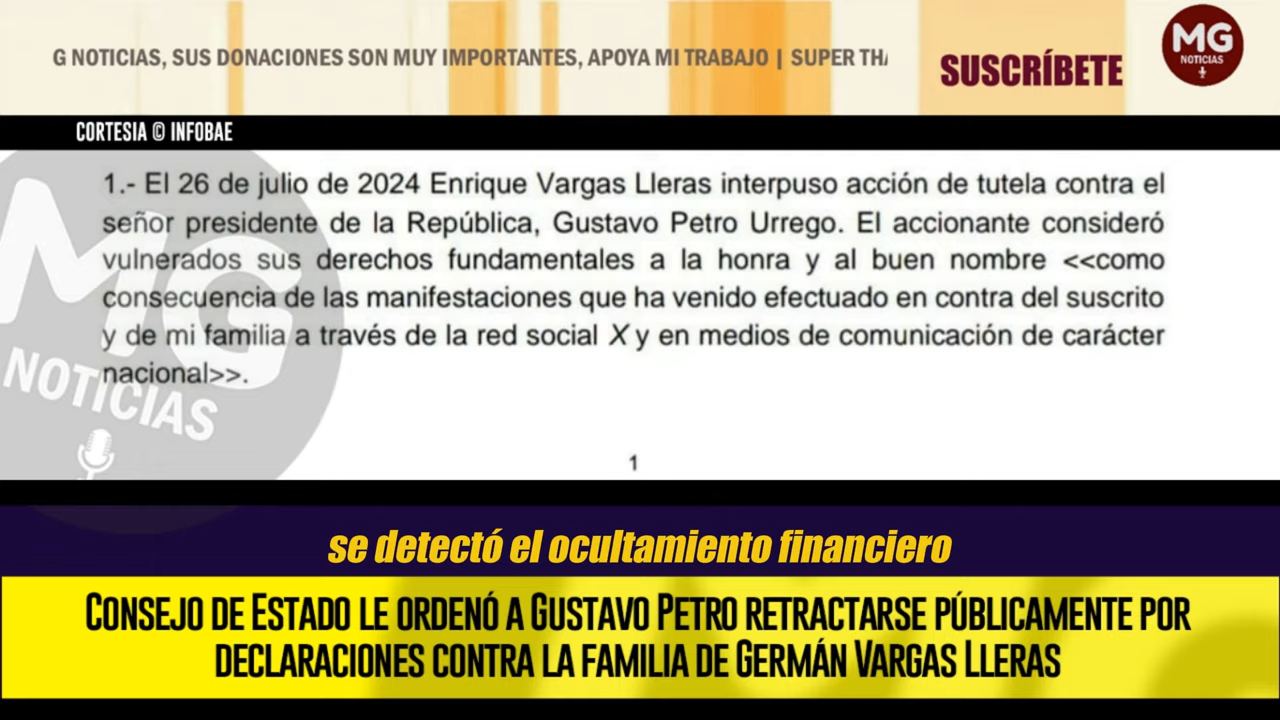 G NOTICIAS, SUS DONACIONES SON MUY IMPORTANTES, APOYA MI TRABAJO | SUPER
SUSCRÍBETE
MG
NOTICIAS
CORTESIA © INFOBAE
1.- El 26 de julio de 2024 Enrique Vargas Lleras interpuso acción de tutela contra el
señor presidente de la República, Gustavo Petro Urrego. El accionante consideró
vulnerados sus derechos fundamentales a la honra y al buen nombre <<como
consecuencia de las manifestaciones que ha venido efectuado en contra del suscrito
y de mi familia a través de la red social X y en medios de comunicación de carácter
nacional>>.
MG
NOTICIAS
1
se detectó el ocultamiento financiero
CONSEJO DE ESTADO LE ORDENÓ A GUSTAVO PETRO RETRACTARSE PÚBLICAMENTE POR
DECLARACIONES CONTRA LA FAMILIA DE GERMÁN VARGAS LLERAS